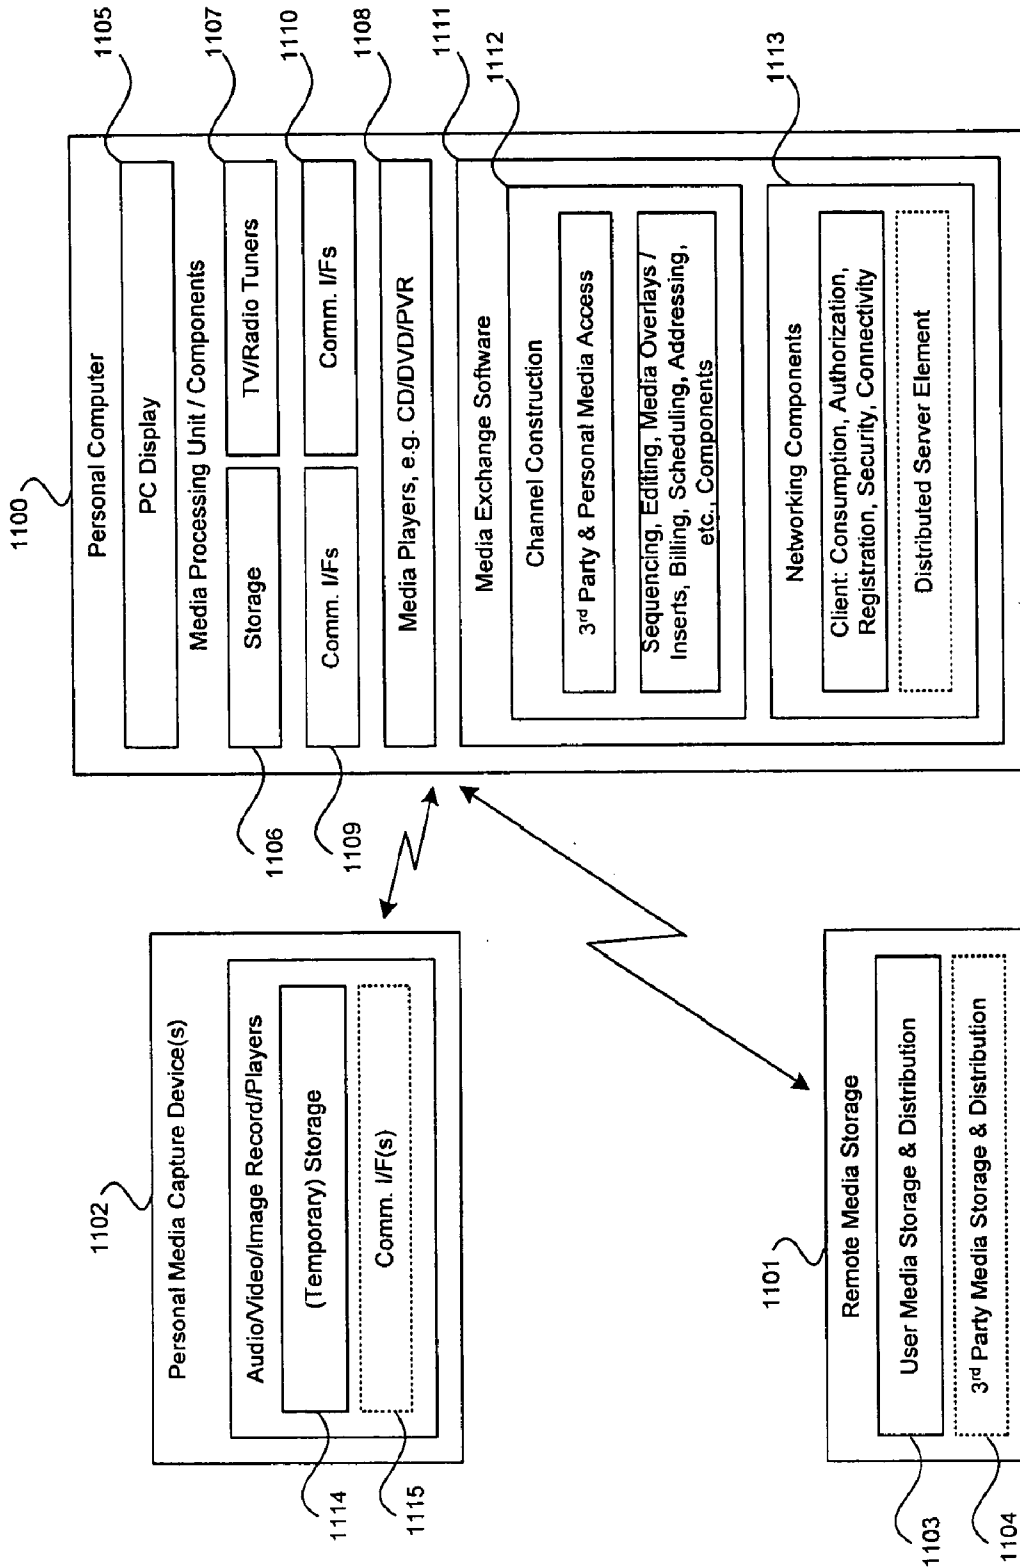 1100
Personal Computer
1105
PC Display
Media Processing Unit / Components
1107
Storage
TV/Radio Tuners
1106
1110
Comm. I/Fs
Comm. I/Fs
1109
1108
Media Players, e.g. CD/DVD/PVR
1111
Media Exchange Software
1112
Channel Construction
3rd Party & Personal Media Access
Sequencing, Editing, Media Overlays /
Inserts, Billing, Scheduling, Addressing,
etc., Components
1113
Networking Components
Client: Consumption, Authorization,
Registration, Security, Connectivity
Distributed Server Element
1102
Personal Media Capture Device(s)
Audio/Video/Image Record/Players
(Temporary) Storage
1114
Comm. I/F(s)
1115
1101
Remote Media Storage
User Media Storage & Distribution
1103
3rd Party Media Storage & Distribution
1104